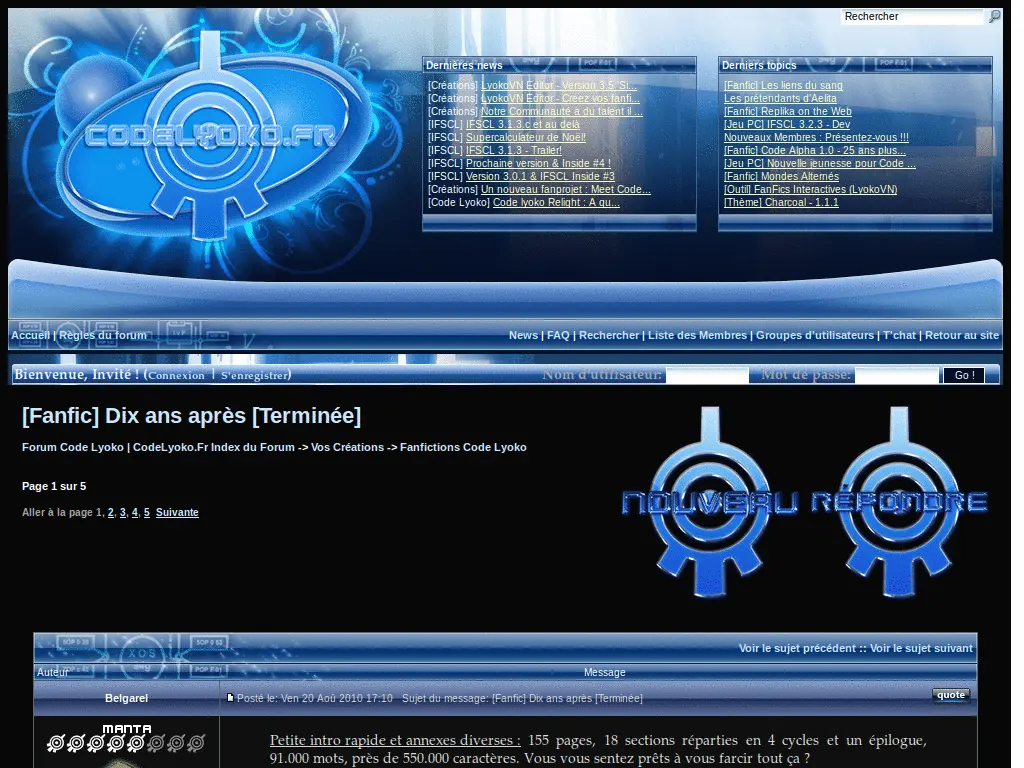 Rechercher
CODELYOKO.FR
Dernières news
[Créations] LyokoVN Editor - Version 3.5 'Si...
[Créations] LyokoVN Editor - Creez vos fanfi...
[Créations] Notre Communauté a du talent il ...
[IFSCL] IFSCL 3.1.3.c et au delà
[IFSCL] Supercalculateur de Noël!
[IFSCL] IFSCL 3.1.3 - Trailer!
[IFSCL] Prochaine version & Inside #4 !
[IFSCL] Version 3.0.1 & IFSCL Inside #3
[Créations] Un nouveau fanprojet : Meet Code...
[Code Lyoko] Code lyoko Relight : A qu...
Derniers topics
[Fanfic] Les liens du sang
Les prétendants d'Aelita
[Fanfic] Replika on the Web
[Jeu PC] IFSCL 3.2.3 - Dev
Nouveaux Membres : Présentez-vous !!!
[Fanfic] Code Alpha 1.0 - 25 ans plus...
[Jeu PC] Nouvelle jeunesse pour Code ...
[Fanfic] Mondes Alternés
[Outil] FanFics Interactives (LyokoVN)
[Thème] Charcoal - 1.1.1
Accueil | Règles du forum
News | FAQ | Rechercher | Liste des Membres | Groupes d'utilisateurs | T'chat | Retour au site
Bienvenue, Invité ! (Connexion | S'enregistrer)
Nom d'utilisateur: Mot de passe: Go !
[Fanfic] Dix ans après [Terminée]
Forum Code Lyoko | CodeLyoko.Fr Index du Forum -> Vos Créations -> Fanfictions Code Lyoko
Page 1 sur 5
Aller à la page 1, 2, 3, 4, 5 Suivante
NOUVEAU RÉPONDRE
XOS
Voir le sujet précédent :: Voir le sujet suivant
Auteur Message
Belgarel
Posté le: Ven 20 Aoû 2010 17:10 Sujet du message: [Fanfic] Dix ans après [Terminée]
quote
MANTA
Petite intro rapide et annexes diverses : 155 pages, 18 sections réparties en 4 cycles et un épilogue,
91.000 mots, près de 550.000 caractères. Vous vous sentez prêts à vous farcir tout ça ?